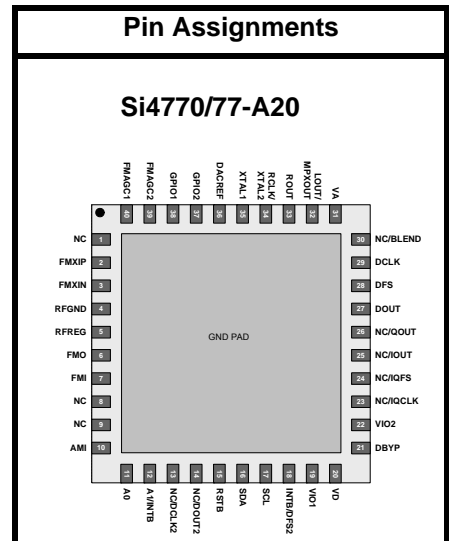 Pin Assignments
Si4770/77-A20
FMAGC1
FMAGC2
GPIO1
GPIO2
DACREF
XTAL1
RCLK/
XTAL2
ROUT
LOUT/
MPXOUT
VA
40
39
38
37
36
35
34
33
32
31
NC 1
FMXIP 2
FMXIN 3
RFGND 4
RFREG 5
FMO 6
FMI 7
NC 8
NC 9
AMI 10
GND PAD
30 NC/BLEND
29 DCLK
28 DFS
27 DOUT
26 NC/QOUT
25 NC/IOUT
24 NC/IQFS
23 NC/IQCLK
22 VIO2
21 DBYP
11
12
13
14
15
16
17
18
19
20
A0
A1/INTB
NC/DCLK2
NC/DOUT2
RSTB
SDA
SCL
INTB/DFS2
VIO1
VD